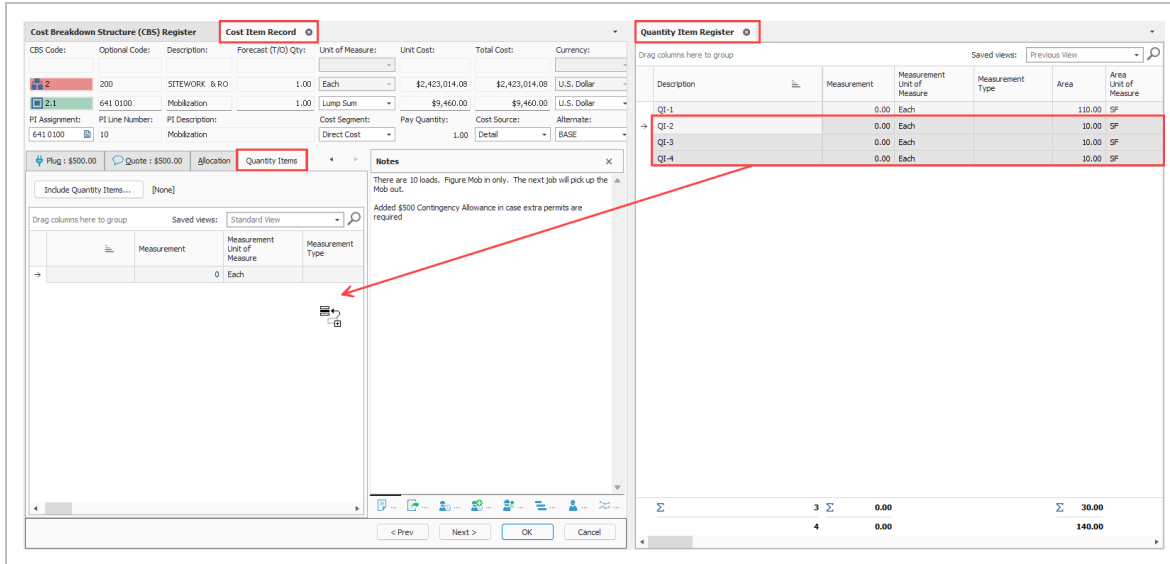 Cost Breakdown Structure (CBS) Register Cost Item Record
CBS Code: Optional Code: Description: Forecast (T/O) Qty: Unit of Measure: Unit Cost: Total Cost: Currency:
2 200 SITEWORK & RO 1.00 Each $2,423,014.08 $2,423,014.08 U.S. Dollar
2.1 641 0100 Mobilization 1.00 Lump Sum $9,460.00 $9,460.00 U.S. Dollar
PI Assignment: PI Line Number: PI Description: Cost Segment: Pay Quantity: Cost Source: Alternate:
641 0100 10 Mobilization Direct Cost 1.00 Detail BASE
Plug : $500.00 Quote : $500.00 Allocation Quantity Items
Include Quantity Items... [None]
Drag columns here to group Saved views: Standard View
Measurement Measurement Unit of Measure Measurement Type
0 Each
Notes
There are 10 loads. Figure Mob in only. The next job will pick up the
Mob out.
Added $500 Contingency Allowance in case extra permits are
required
< Prev Next > OK Cancel
Quantity Item Register
Drag columns here to group Saved views: Previous View
Description Measurement Measurement Unit of Measure Measurement Type Area Area Unit of Measure
QI-1 0.00 Each 110.00 SF
QI-2 0.00 Each 10.00 SF
QI-3 0.00 Each 10.00 SF
QI-4 0.00 Each 10.00 SF
Σ 3 Σ 0.00 Σ 30.00
4 0.00 140.00